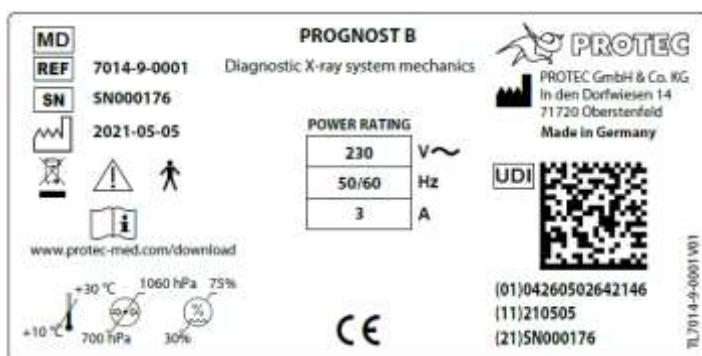 MD
REF 7014-9-0001
SN SN000176
2021-05-05
www.protec-med.com/download
+30 °C
+10 °C
1060 hPa
700 hPa
75%
%
30%
PROGNOST B
Diagnostic X-ray system mechanics
POWER RATING
230 V
50/60 Hz
3 A
CE
PROTEC
PROTEC GmbH & Co. KG
In den Dorfwiesen 14
71720 Oberstenfeld
Made in Germany
UDI
(01)04260502642146
(11)210505
(21)SN000176
TL7014-9-0001V01